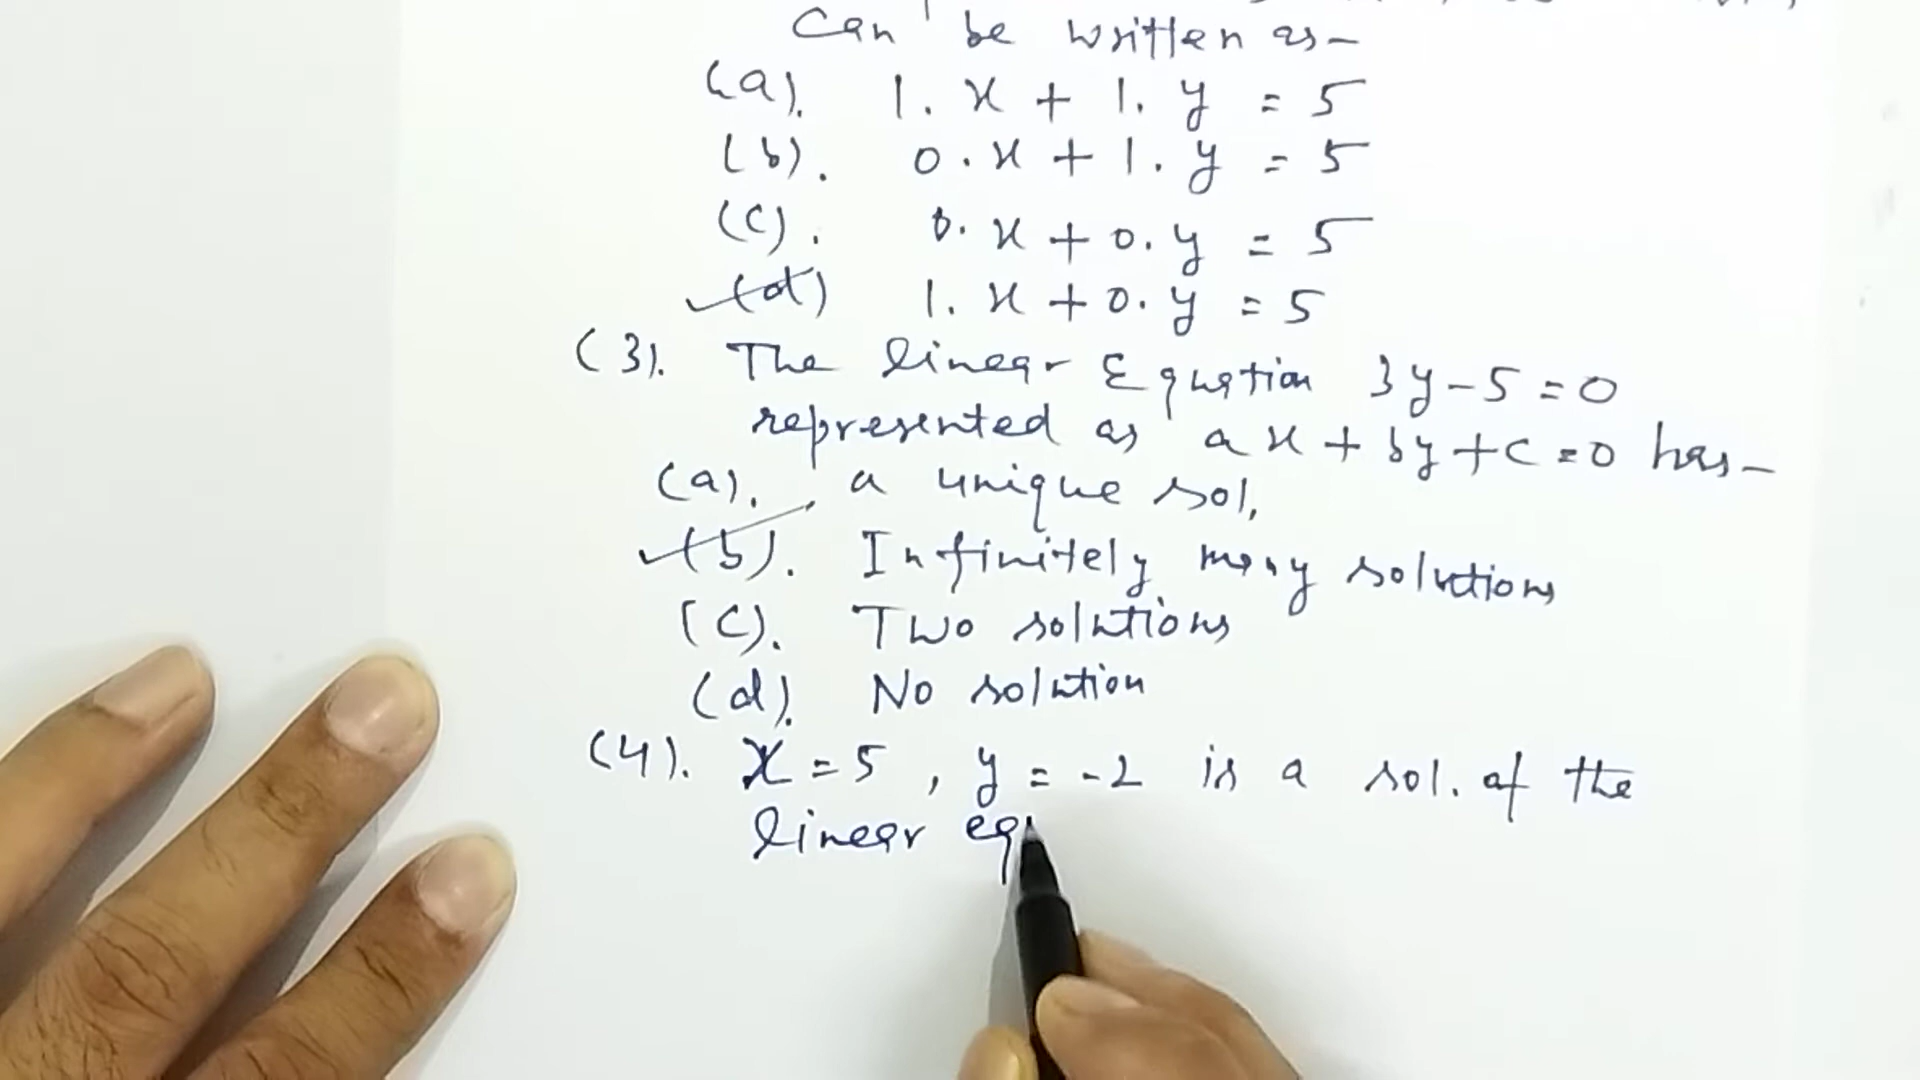 Can be written as-
(a). 1. x + 1. y = 5
(b). 0. x + 1. y = 5
(c). 0. x + 0. y = 5
(d) 1. x + 0. y = 5
(3). The linear Equation 3y - 5 = 0
represented as ax + by + c = 0 has-
(a). a unique sol.
(b). Infinitely many solutions
(c). Two solutions
(d). No solution
(4). x = 5, y = -2 is a sol. of the
linear eq